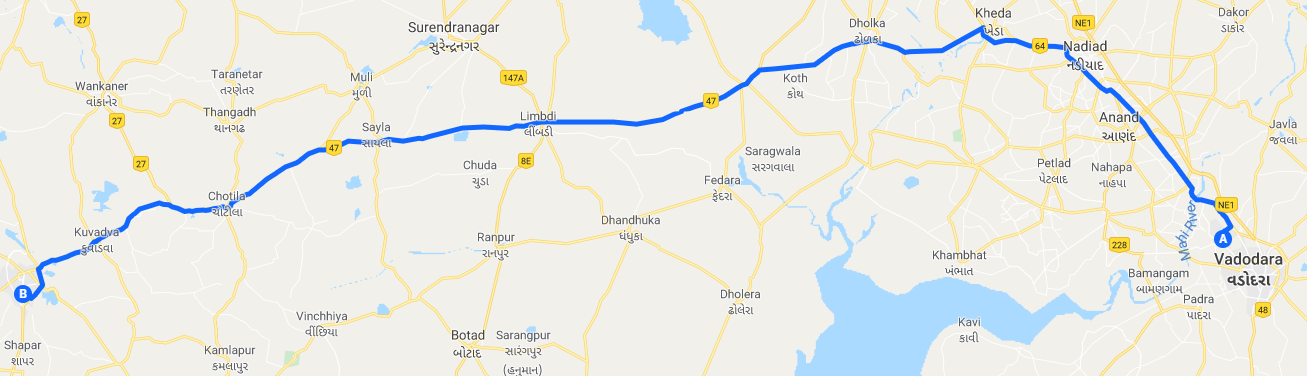 Kheda
ખેડા
NE1
Dakor
ડાકોર
27
Surendranagar
સુરેન્દ્રનગર
Dholka
ધોળકા
64
Nadiad
નડીયાદ
Taranetar
તરણેતર
Muli
મુળી
147A
Koth
કોથ
Wankaner
વાંકાનેર
Thangadh
થાનગઢ
47
Limbdi
લીંબડી
Anand
આણંદ
Javla
જવલા
27
Sayla
સાયલા
47
27
Chuda
ચુડા
8E
Saragwala
સરગવાલા
Petlad
પેટલાદ
Nahapa
નાહપા
Fedara
ફેદરા
Chotila
ચોટીલા
NE1
Mahi River
Kuvadva
કુવાડવા
Dhandhuka
ધંધુકા
Ranpur
રાનપુર
228
A
Vadodara
વડોદરા
Khambhat
ખંભાત
Bamangam
બામણગામ
B
Dholera
ધોલેરા
Padra
પાદરા
48
Vinchhiya
વીંછિયા
Kavi
કાવી
Botad
બોટાદ
Sarangpur
સારંગપુર
(હનુમાન)
Shapar
શાપર
Kamlapur
કમલાપુર